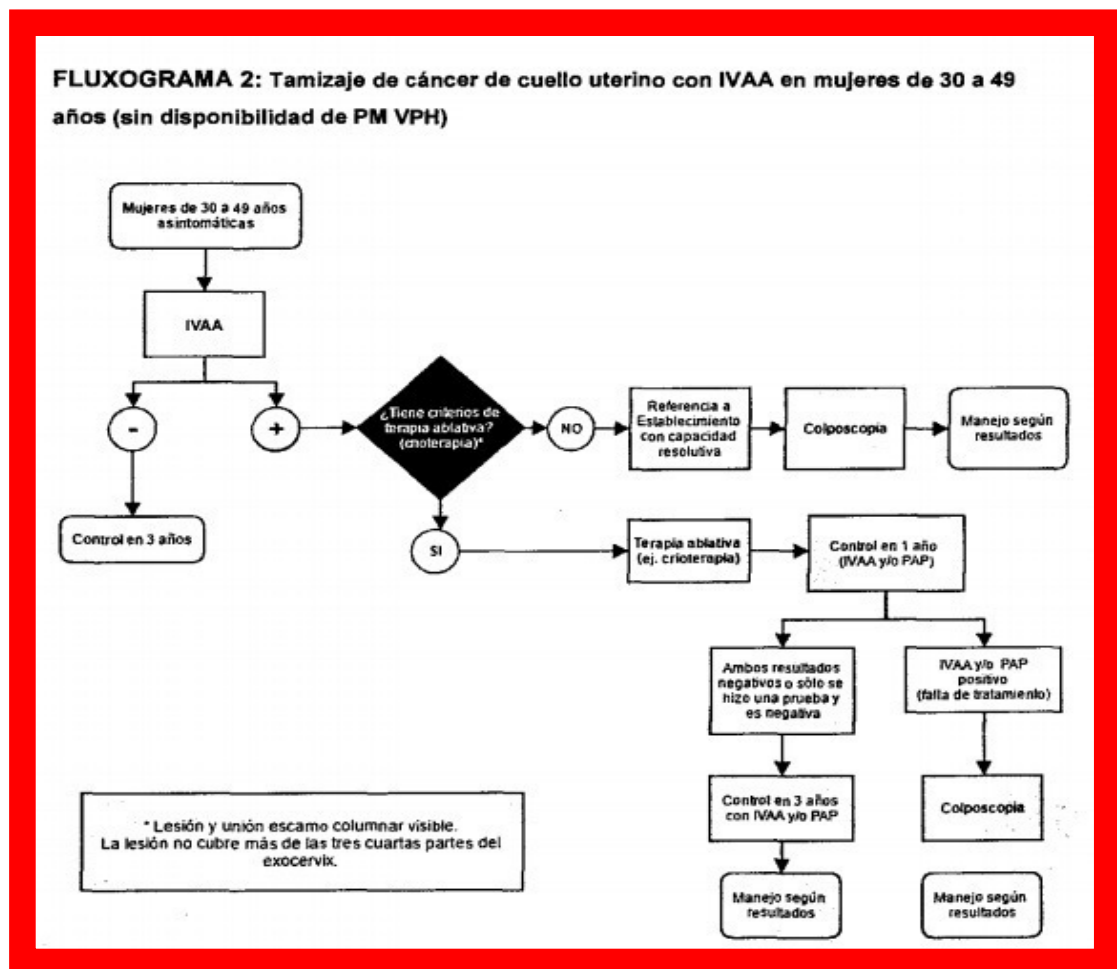 FLUXOGRAMA 2: Tamizaje de cáncer de cuello uterino con IVAA en mujeres de 30 a 49
años (sin disponibilidad de PM VPH)
Mujeres de 30 a 49 años
asintomáticas
IVAA
-
+
¿Tiene criterios de
terapia ablativa?
(crioterapia)*
NO
Referencia a
Establecimiento
con capacidad
resolutiva
Colposcopia
Manejo según
resultados
Control en 3 años
SI
Terapia ablativa
(ej. crioterapia)
Control en 1 año
(IVAA y/o PAP)
Ambos resultados
negativos o sólo se
hizo una prueba y
es negativa
IVAA y/o PAP
positivo
(falla de tratamiento)
Control en 3 años
con IVAA y/o PAP
Colposcopia
* Lesión y unión escamo columnar visible.
La lesión no cubre más de las tres cuartas partes del
exocervix.
Manejo según
resultados
Manejo según
resultados